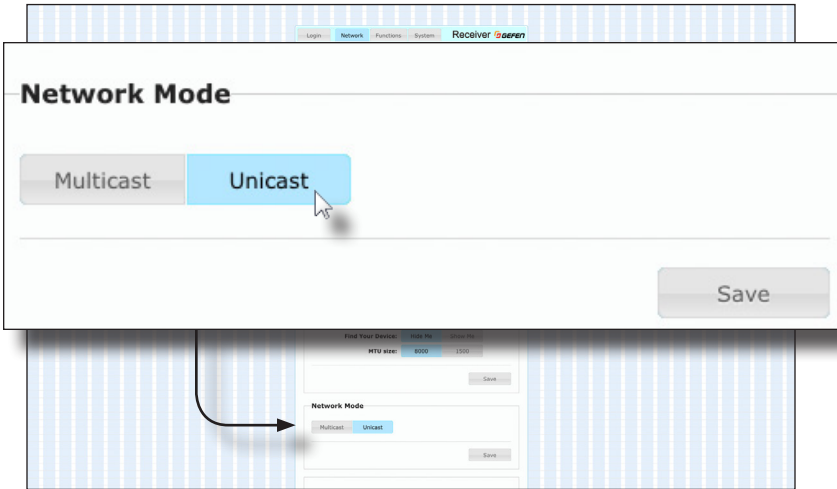 Login Network Functions System Receiver GEFEN
Network Mode
Multicast Unicast
Save
Find Your Device: Hide Me Show Me
MTU size: 8000 1500
Save
Network Mode
Multicast Unicast
Save